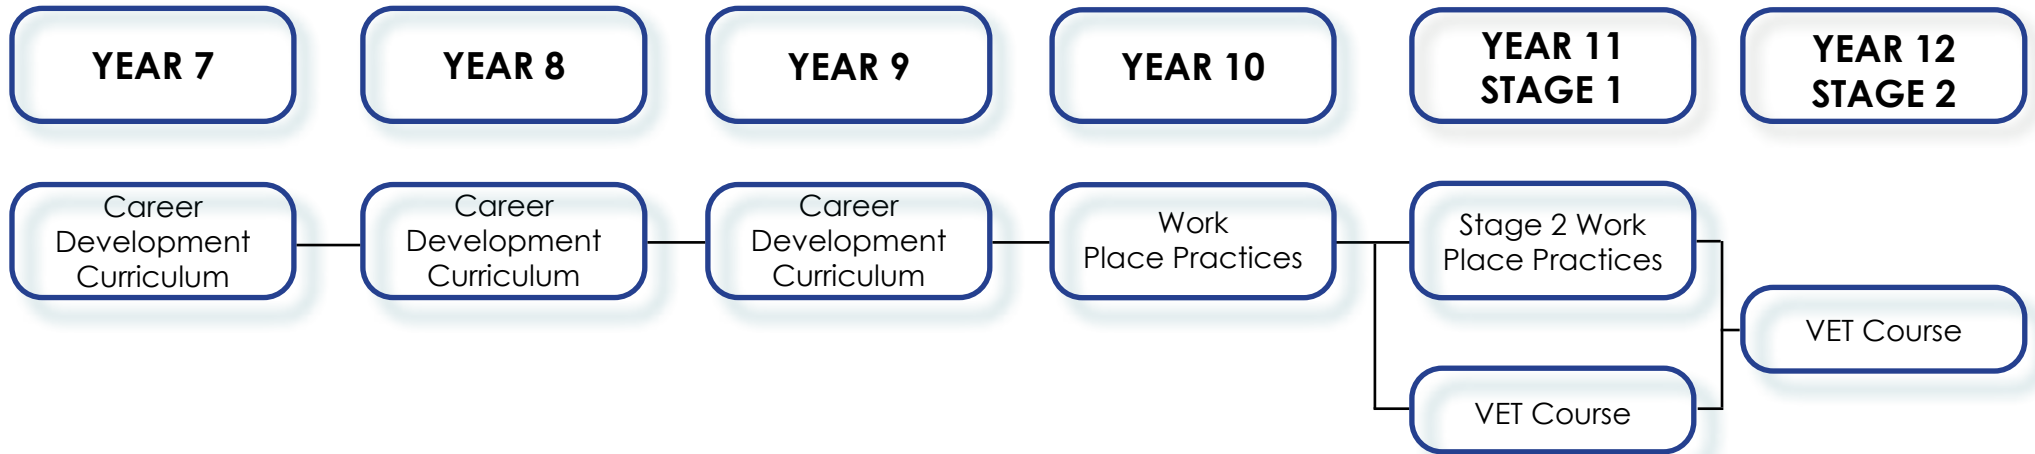 YEAR 7
YEAR 8
YEAR 9
YEAR 10
YEAR 11
STAGE 1
YEAR 12
STAGE 2
Career
Development
Curriculum
Career
Development
Curriculum
Career
Development
Curriculum
Work
Place Practices
Stage 2 Work
Place Practices
VET Course
VET Course